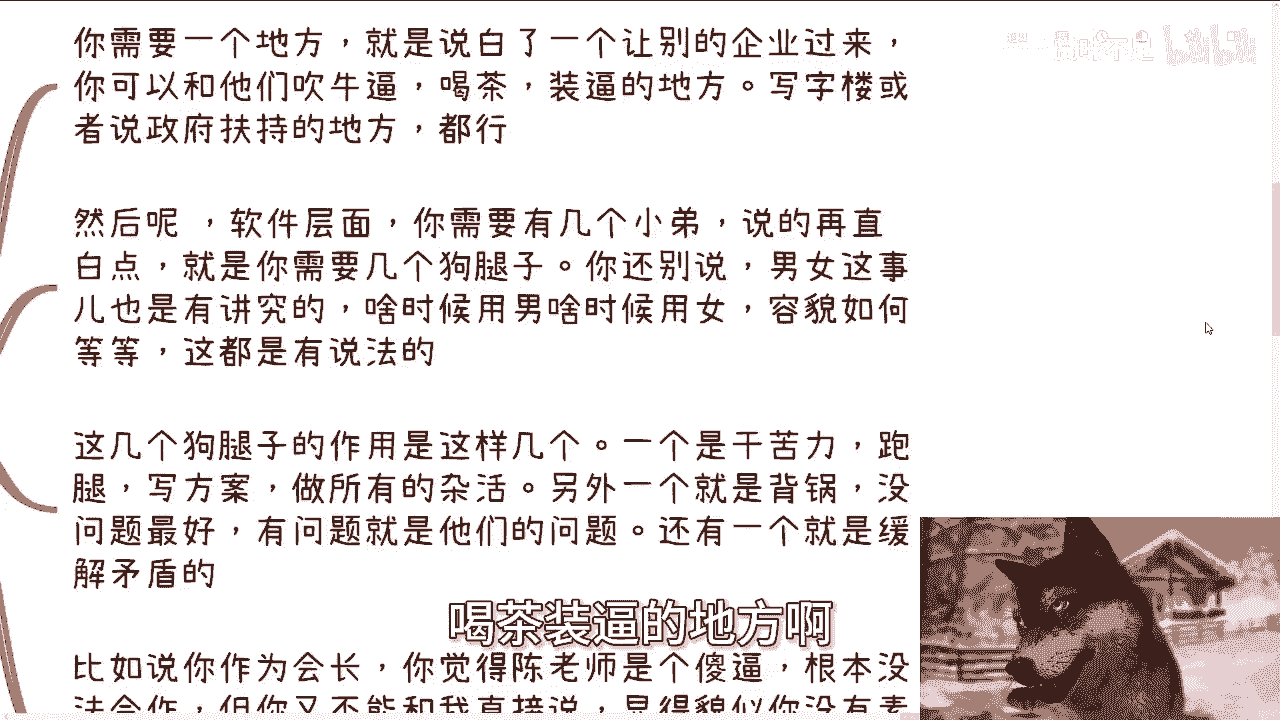 你需要一个地方，就是说白了一个让别的企业过来，
你可以和他们吹牛逼，喝茶，装逼的地方。写字楼或
者说政府扶持的地方，都行
然后呢 ，软件层面，你需要有几个小弟，说的再直
白点，就是你需要几个狗腿子。你还别说，男女这事
儿也是有讲究的，啥时候用男啥时候用女，容貌如何
等等，这都是有说法的
这几个狗腿子的作用是这样几个。一个是干苦力，跑
腿，写方案，做所有的杂活。另外一个就是背锅，没
问题最好，有问题就是他们的问题。还有一个就是缓
解矛盾的
喝茶装逼的地方啊
比如说你作为会长，你觉得陈老师是个傻逼，根本没
法合作，但你又不能和我直接说，显得貌似你没有素